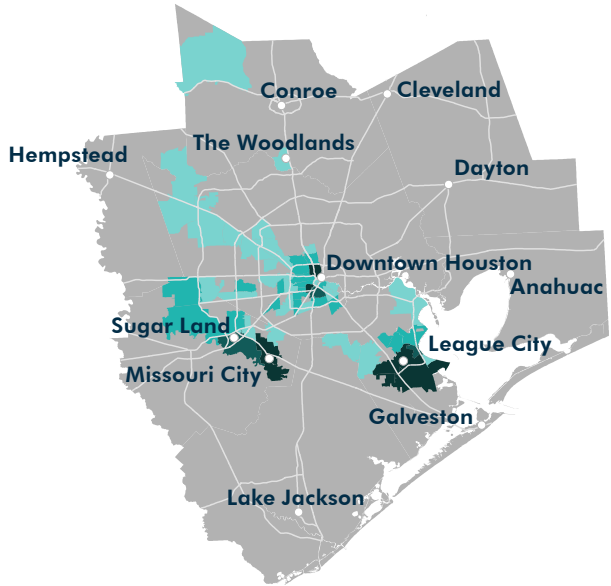 Conroe
Cleveland
The Woodlands
Hempstead
Dayton
Downtown Houston
Anahuac
Sugar Land
League City
Missouri City
Galveston
Lake Jackson